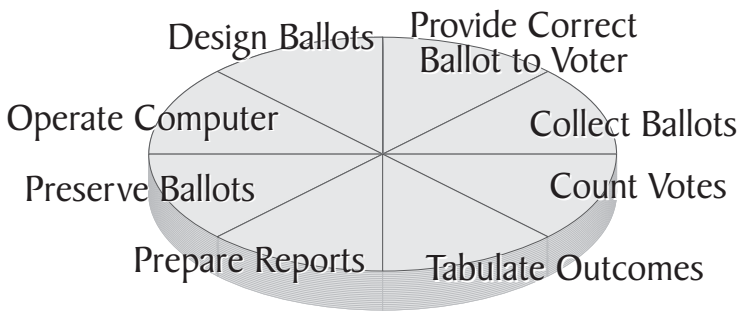 Design Ballots
Provide Correct
Ballot to Voter
Operate Computer
Collect Ballots
Preserve Ballots
Count Votes
Prepare Reports
Tabulate Outcomes